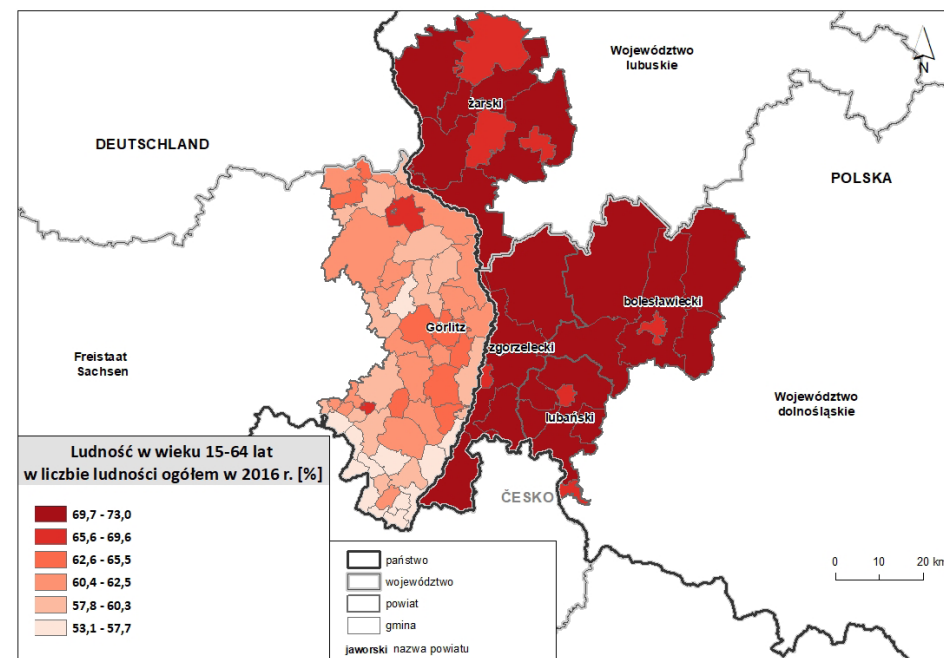 Województwo
lubuskie
N
żarski
DEUTSCHLAND
POLSKA
bolesławiecki
Görlitz
zgorzelecki
Freistaat
Sachsen
Województwo
dolnośląskie
lubański
Ludność w wieku 15-64 lat
w liczbie ludności ogółem w 2016 r. [%]
ČESKO
69,7 - 73,0
65,6 - 69,6
62,6 - 65,5
60,4 - 62,5
57,8 - 60,3
53,1 - 57,7
państwo
województwo
powiat
gmina
jaworski nazwa powiatu
0 10 20 km